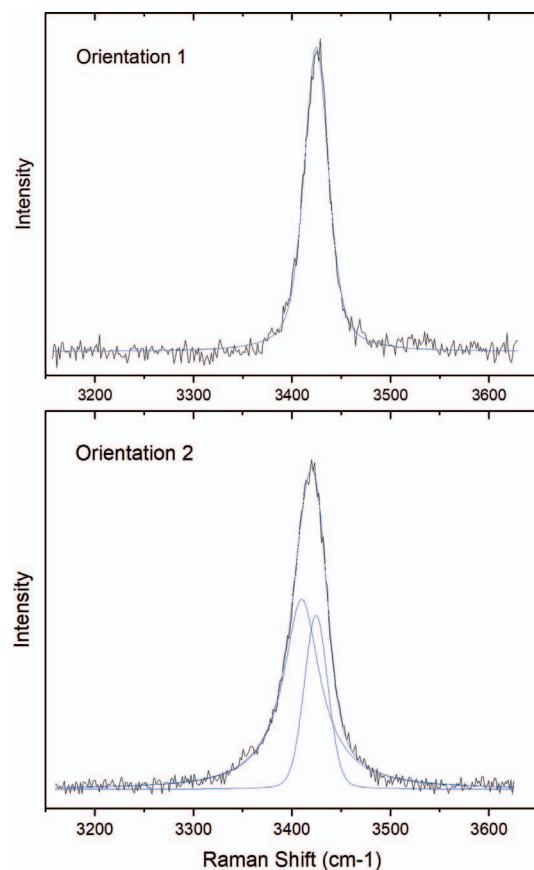 Orientation 1
Intensity
3200 3300 3400 3500 3600
Orientation 2
Intensity
3200 3300 3400 3500 3600
Raman Shift (cm-1)